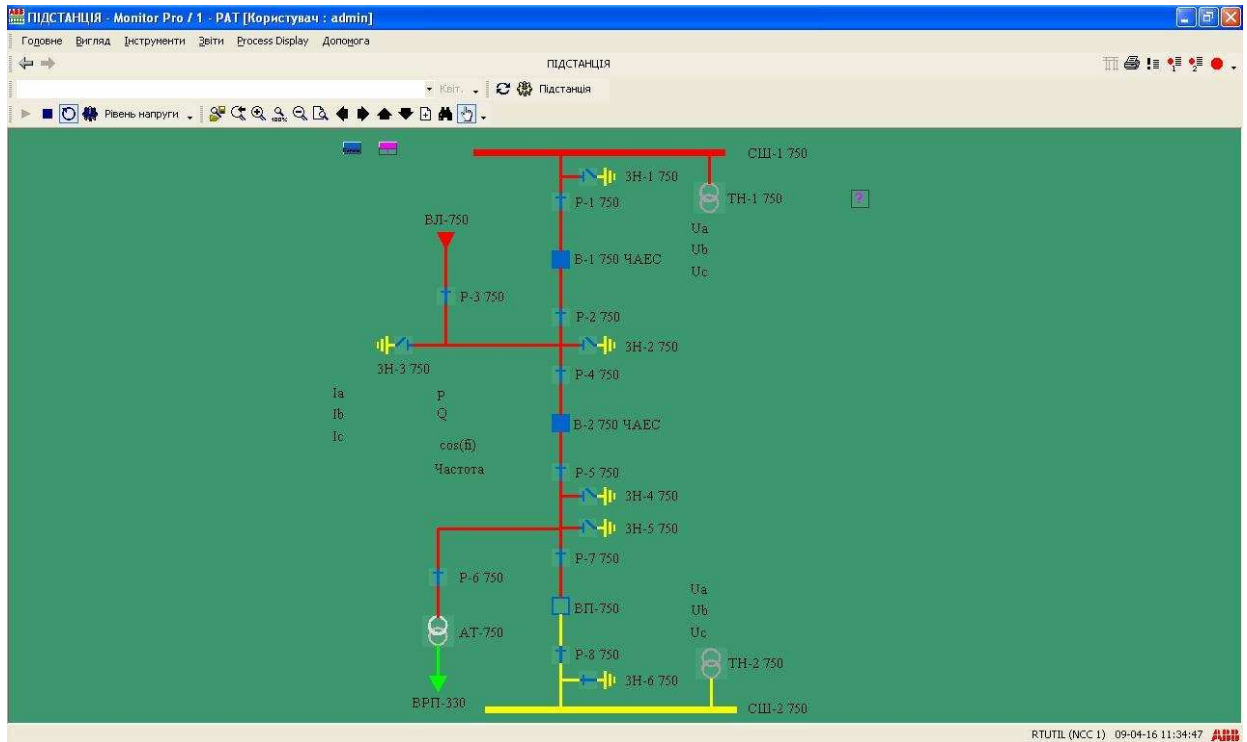 ПІДСТАНЦІЯ - Monitor Pro / 1 - PAT [Користувач : admin]
Головне Вигляд Інструменти Звіти Process Display Допомога
ПІДСТАНЦІЯ
Квіт. Підстанція
Рівень напруги
СШ-1 750
ЗН-1 750
Р-1 750
ТН-1 750
?
ВЛ-750
Ua
Ub
Uc
В-1 750 ЧАЕС
Р-3 750
Р-2 750
ЗН-2 750
ЗН-3 750
Р-4 750
Ia
Ib
Ic
P
Q
cos(fi)
Частота
В-2 750 ЧАЕС
Р-5 750
ЗН-4 750
ЗН-5 750
Р-7 750
Р-6 750
Ua
Ub
Uc
ВП-750
АТ-750
Р-8 750
ТН-2 750
ЗН-6 750
ВРП-330
СШ-2 750
RTUTIL (NCC 1) 09-04-16 11:34:47 ABB